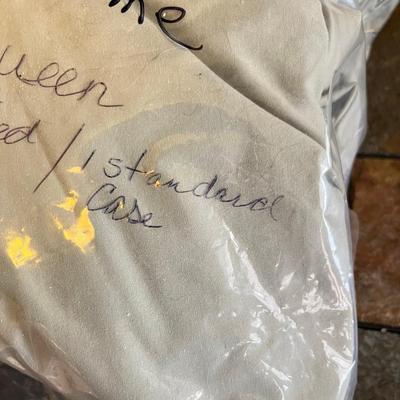 me
ueen
ed / 1 standard
case